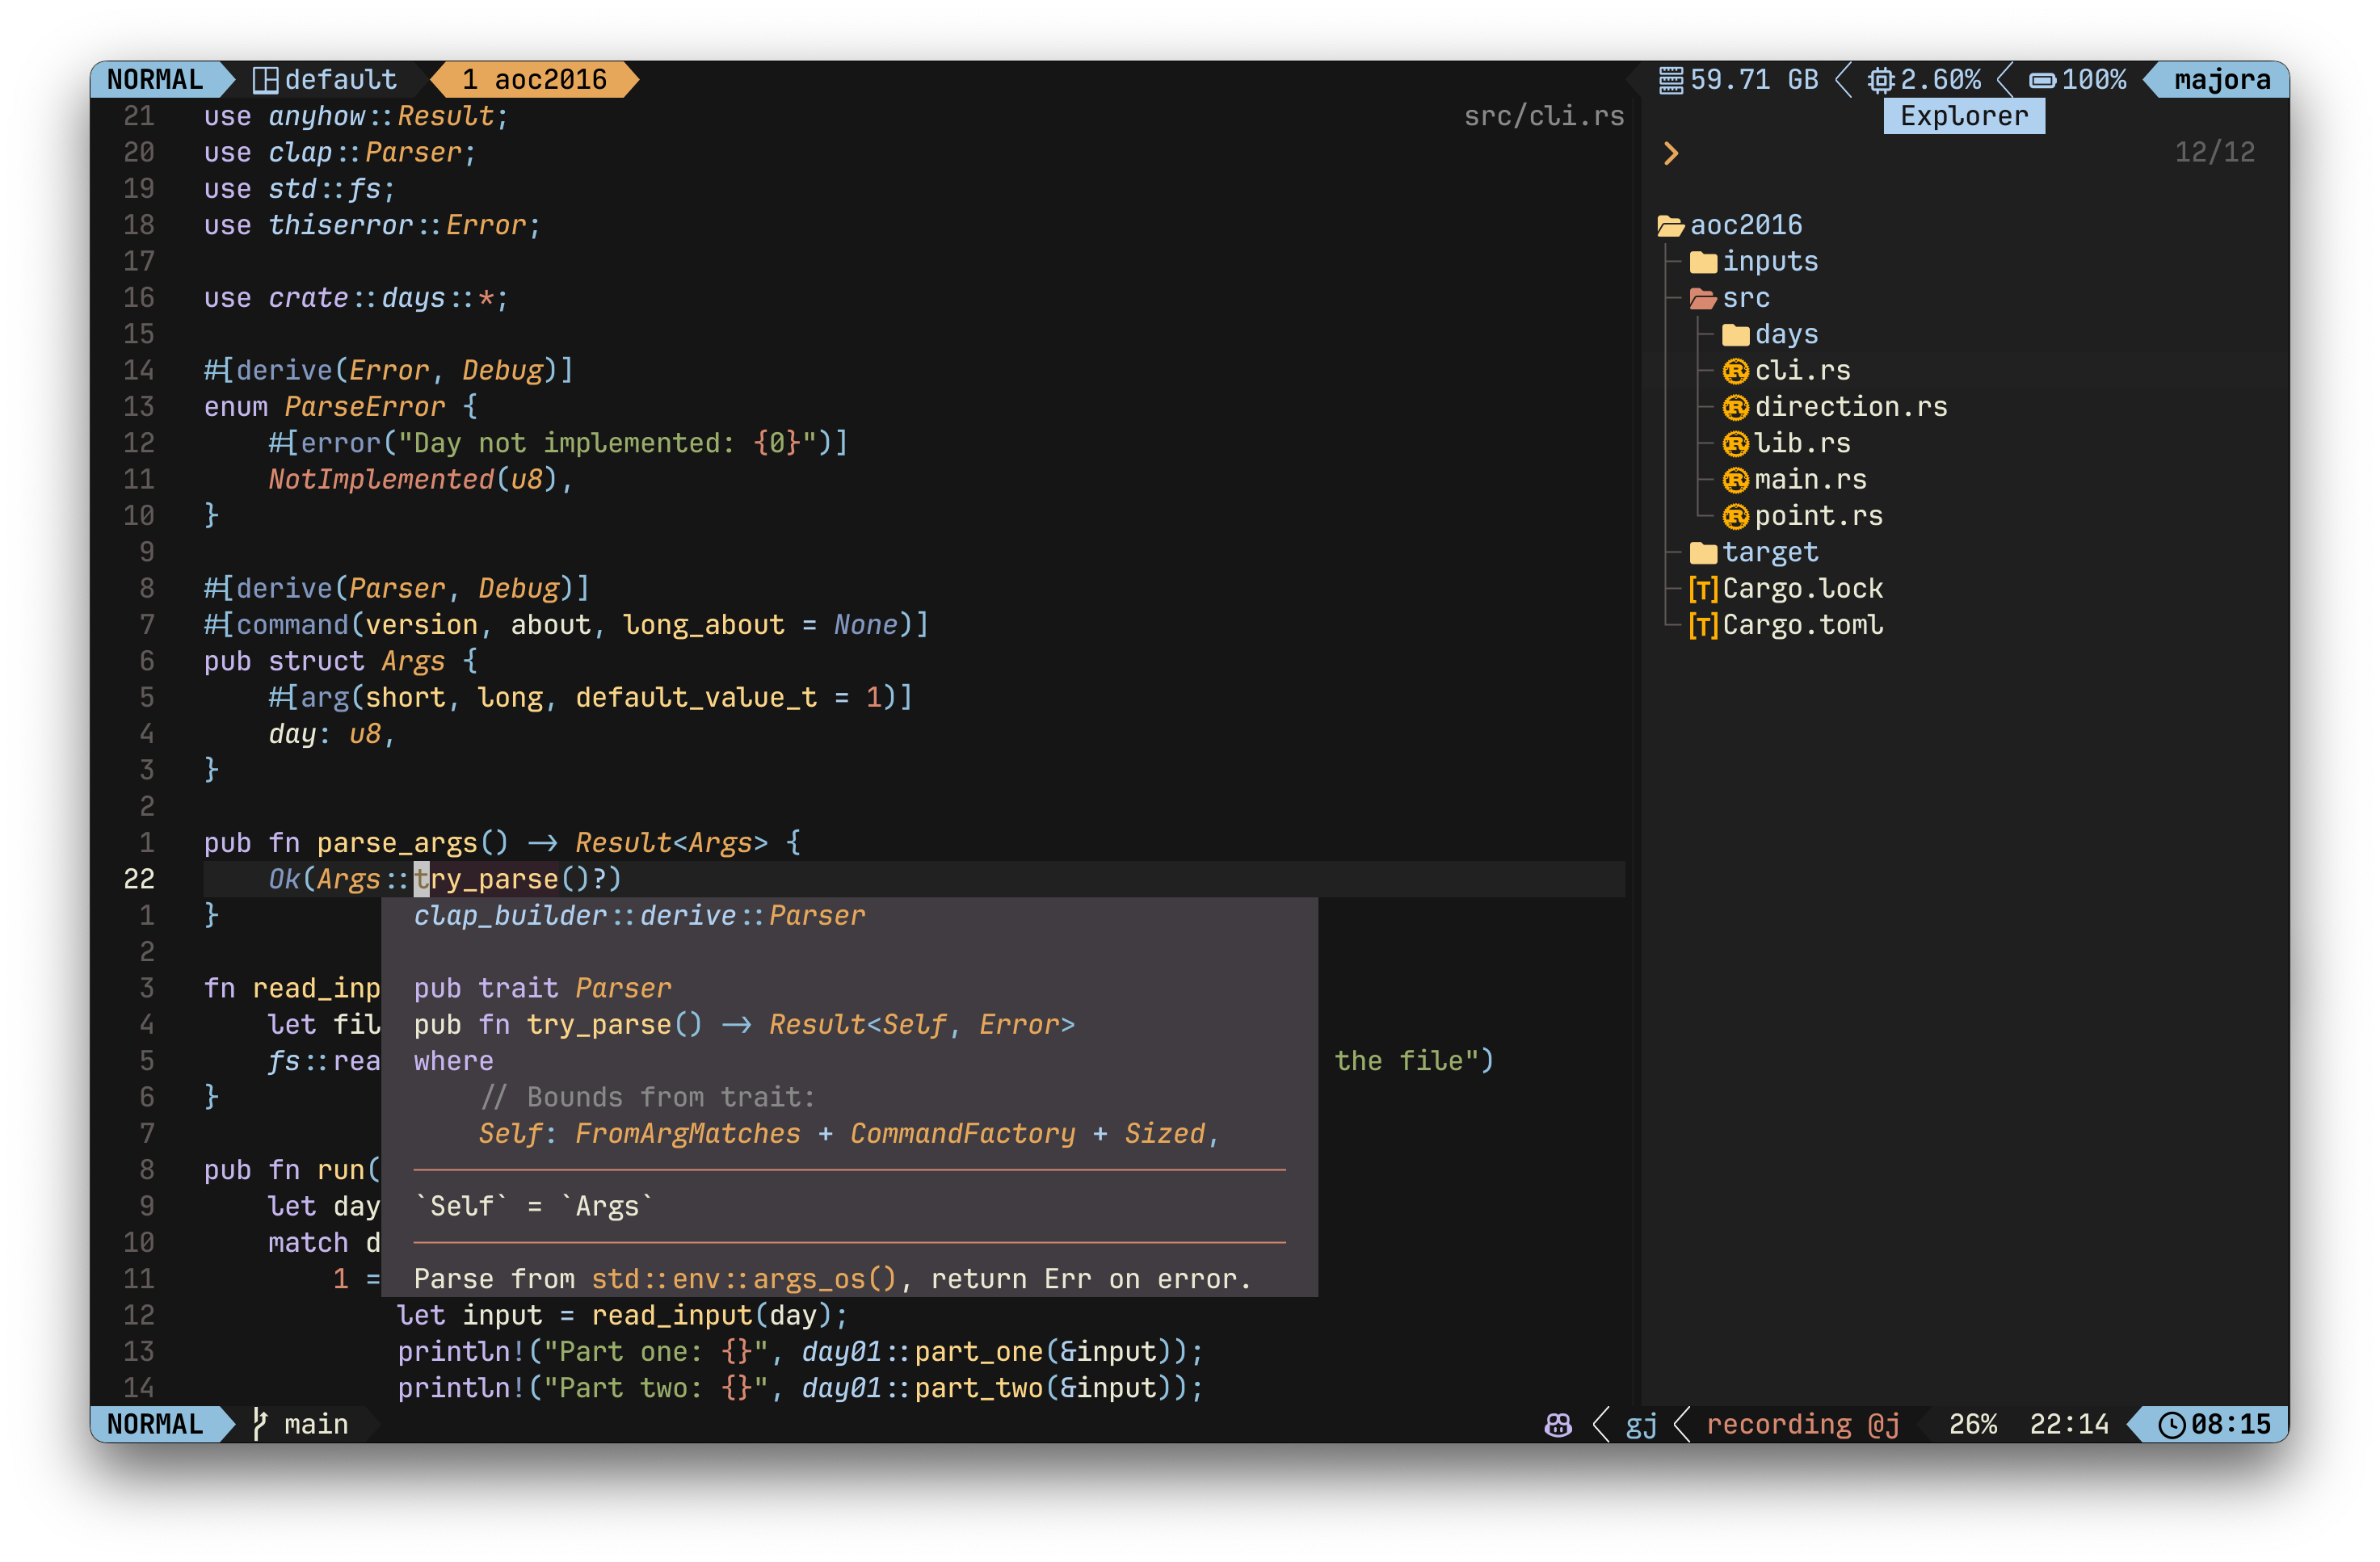 NORMAL default 1 aoc2016 59.71 GB 2.60% 100% majora
21 use anyhow::Result; src/cli.rs
20 use clap::Parser;
19 use std::fs;
18 use thiserror::Error;
17
16 use crate::days::*;
15
14 #[derive(Error, Debug)]
13 enum ParseError {
12     #[error("Day not implemented: {0}")]
11     NotImplemented(u8),
10 }
9
8 #[derive(Parser, Debug)]
7 #[command(version, about, long_about = None)]
6 pub struct Args {
5     #[arg(short, long, default_value_t = 1)]
4     day: u8,
3 }
2
1 pub fn parse_args() -> Result<Args> {
22     Ok(Args::try_parse()?)
1 }
2
3 fn read_inp
4     let fil
5     fs::rea the file")
6 }
7
8 pub fn run(
9     let day
10     match d
11         1 =
clap_builder::derive::Parser
pub trait Parser
pub fn try_parse() -> Result<Self, Error>
where
    // Bounds from trait:
    Self: FromArgMatches + CommandFactory + Sized,
`Self` = `Args`
Parse from std::env::args_os(), return Err on error.
12             let input = read_input(day);
13             println!("Part one: {}", day01::part_one(&input));
14             println!("Part two: {}", day01::part_two(&input));
Explorer
12/12
aoc2016
inputs
src
days
cli.rs
direction.rs
lib.rs
main.rs
point.rs
target
[T] Cargo.lock
[T] Cargo.toml
NORMAL main gj recording @j 26% 22:14 08:15